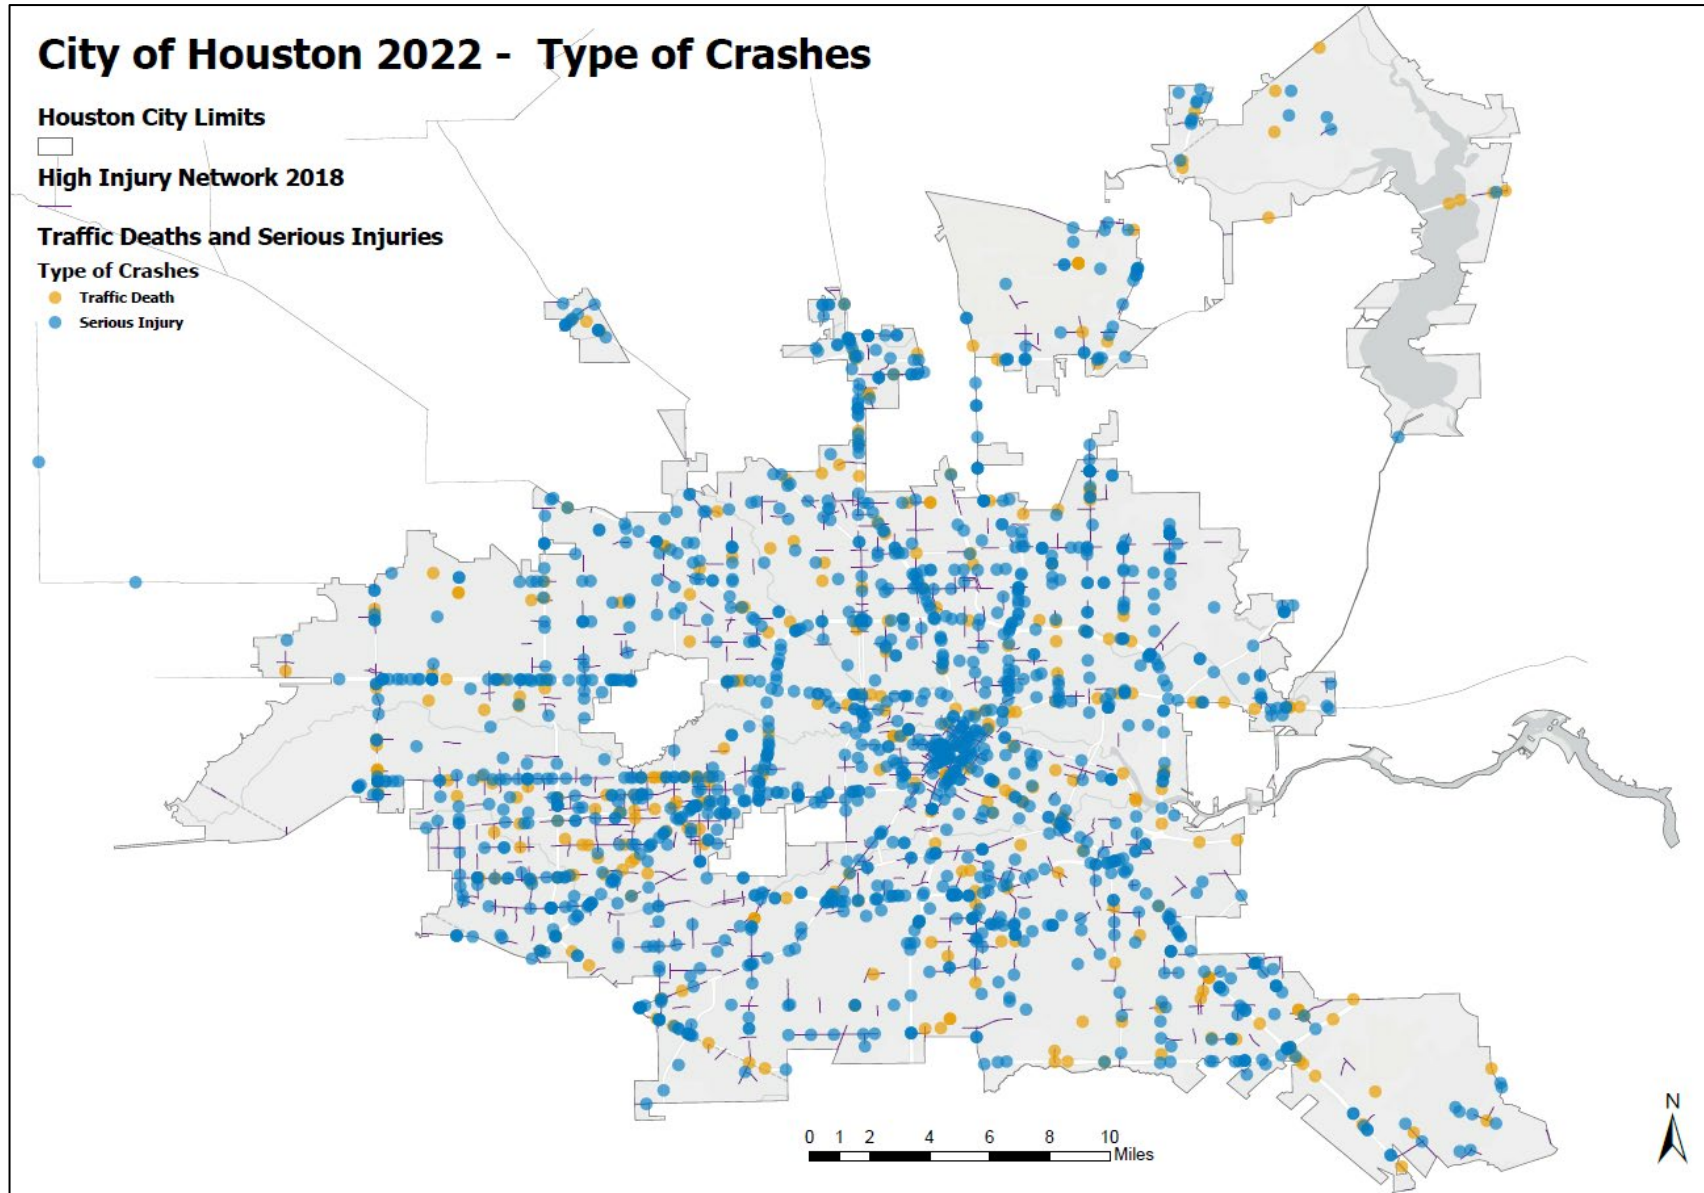 City of Houston 2022 - Type of Crashes
Houston City Limits
High Injury Network 2018
Traffic Deaths and Serious Injuries
Type of Crashes
Traffic Death
Serious Injury
N
0 1 2 4 6 8 10
Miles